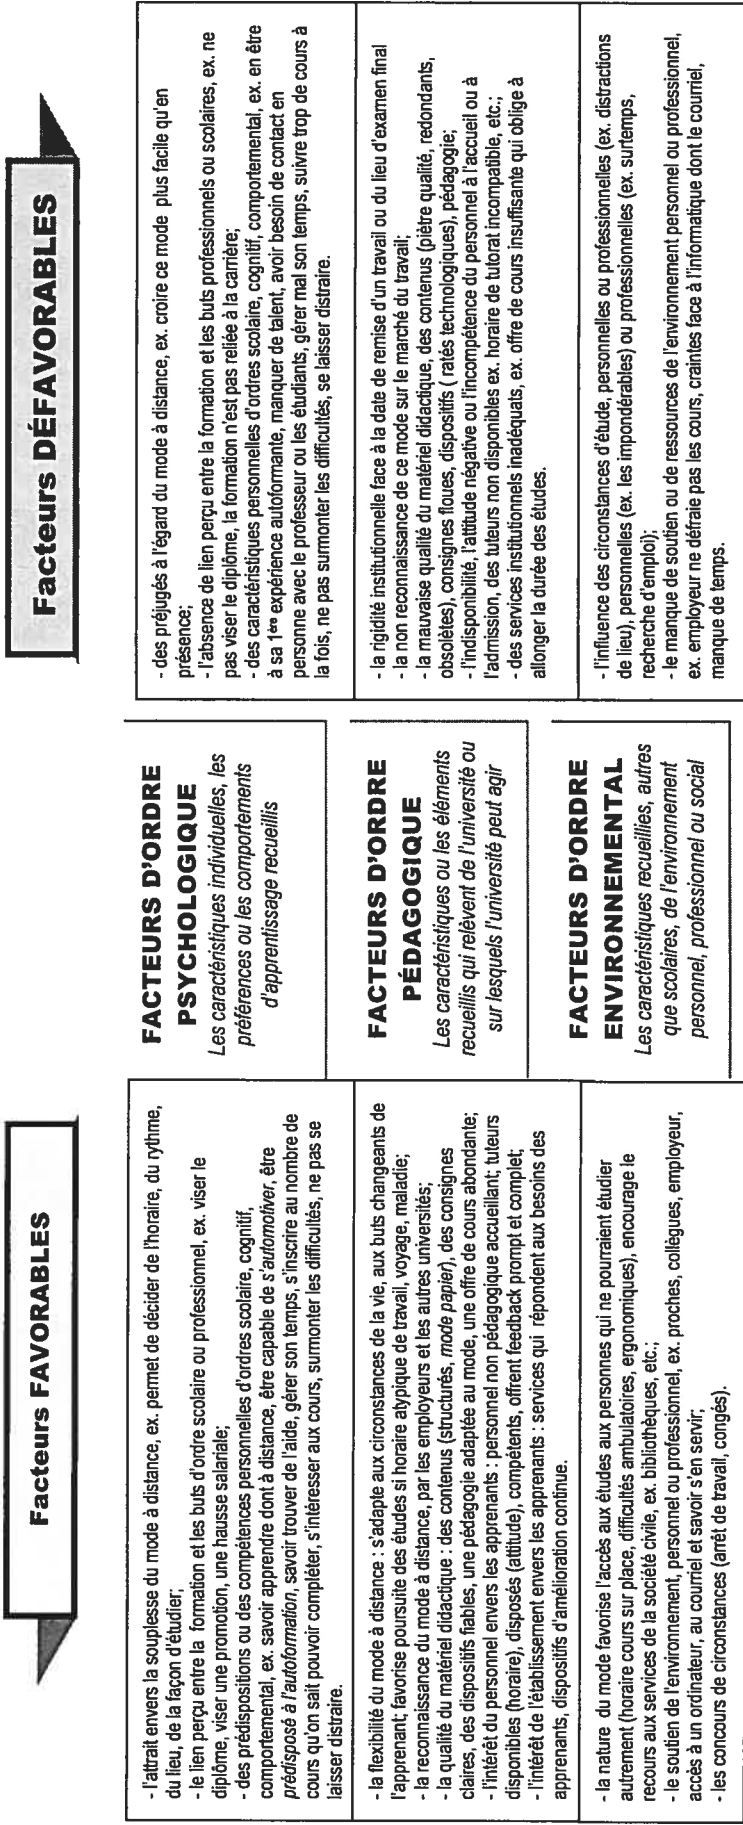 Facteurs FAVORABLES
Facteurs DÉFAVORABLES
- l'attrait envers la souplesse du mode à distance, ex. permet de décider de l'horaire, du rythme,
du lieu, de la façon d'étudier;
- le lien perçu entre la formation et les buts d'ordre scolaire ou professionnel, ex. viser le
diplôme, viser une promotion, une hausse salariale;
- des prédispositions ou des compétences personnelles d'ordres scolaire, cognitif,
comportemental, ex. savoir apprendre dont à distance, être capable de s'automotiver, être
prédisposé à l'autoformation, savoir trouver de l'aide, gérer son temps, s'inscrire au nombre de
cours qu'on sait pouvoir compléter, s'intéresser aux cours, surmonter les difficultés, ne pas se
laisser distraire.
FACTEURS D'ORDRE
PSYCHOLOGIQUE
Les caractéristiques individuelles, les
préférences ou les comportements
d'apprentissage recueillis
- des préjugés à l'égard du mode à distance, ex. croire ce mode plus facile qu'en
présence;
- l'absence de lien perçu entre la formation et les buts professionnels ou scolaires, ex. ne
pas viser le diplôme, la formation n'est pas reliée à la carrière;
- des caractéristiques personnelles d'ordres scolaire, cognitif, comportemental, ex. en être
à sa 1ère expérience autoformante, manquer de talent, avoir besoin de contact en
personne avec le professeur ou les étudiants, gérer mal son temps, suivre trop de cours à
la fois, ne pas surmonter les difficultés, se laisser distraire.
- la flexibilité du mode à distance : s'adapte aux circonstances de la vie, aux buts changeants de
l'apprenant; favorise poursuite des études si horaire atypique de travail, voyage, maladie;
- la reconnaissance du mode à distance, par les employeurs et les autres universités;
- la qualité du matériel didactique : des contenus (structurés, mode papier), des consignes
claires, des dispositifs fiables, une pédagogie adaptée au mode, une offre de cours abondante;
- l'intérêt du personnel envers les apprenants : personnel non pédagogique accueillant; tuteurs
disponibles (horaire), disposés (attitude), compétents, offrent feedback prompt et complet;
- l'intérêt de l'établissement envers les apprenants : services qui répondent aux besoins des
apprenants, dispositifs d'amélioration continue.
FACTEURS D'ORDRE
PÉDAGOGIQUE
Les caractéristiques ou les éléments
recueillis qui relèvent de l'université ou
sur lesquels l'université peut agir
- la rigidité institutionnelle face à la date de remise d'un travail ou du lieu d'examen final
- la non reconnaissance de ce mode sur le marché du travail;
- la mauvaise qualité du matériel didactique, des contenus (piètre qualité, redondants,
obsolètes), consignes floues, dispositifs ( ratés technologiques), pédagogie;
- l'indisponibilité, l'attitude négative ou l'incompétence du personnel à l'accueil ou à
l'admission, des tuteurs non disponibles ex. horaire de tutorat incompatible, etc.;
- des services institutionnels inadéquats, ex. offre de cours insuffisante qui oblige à
allonger la durée des études.
- la nature du mode favorise l'accès aux études aux personnes qui ne pourraient étudier
autrement (horaire cours sur place, difficultés ambulatoires, ergonomiques), encourage le
recours aux services de la société civile, ex. bibliothèques, etc.;
- le soutien de l'environnement, personnel ou professionnel, ex. proches, collègues, employeur,
accès à un ordinateur, au courriel et savoir s'en servir;
- les concours de circonstances (arrêt de travail, congés).
FACTEURS D'ORDRE
ENVIRONNEMENTAL
Les caractéristiques recueillies, autres
que scolaires, de l'environnement
personnel, professionnel ou social
- l'influence des circonstances d'étude, personnelles ou professionnelles (ex. distractions
de lieu), personnelles (ex. les impondérables) ou professionnelles (ex. surtemps,
recherche d'emploi);
- le manque de soutien ou de ressources de l'environnement personnel ou professionnel,
ex. employeur ne défraie pas les cours, craintes face à l'informatique dont le courriel,
manque de temps.